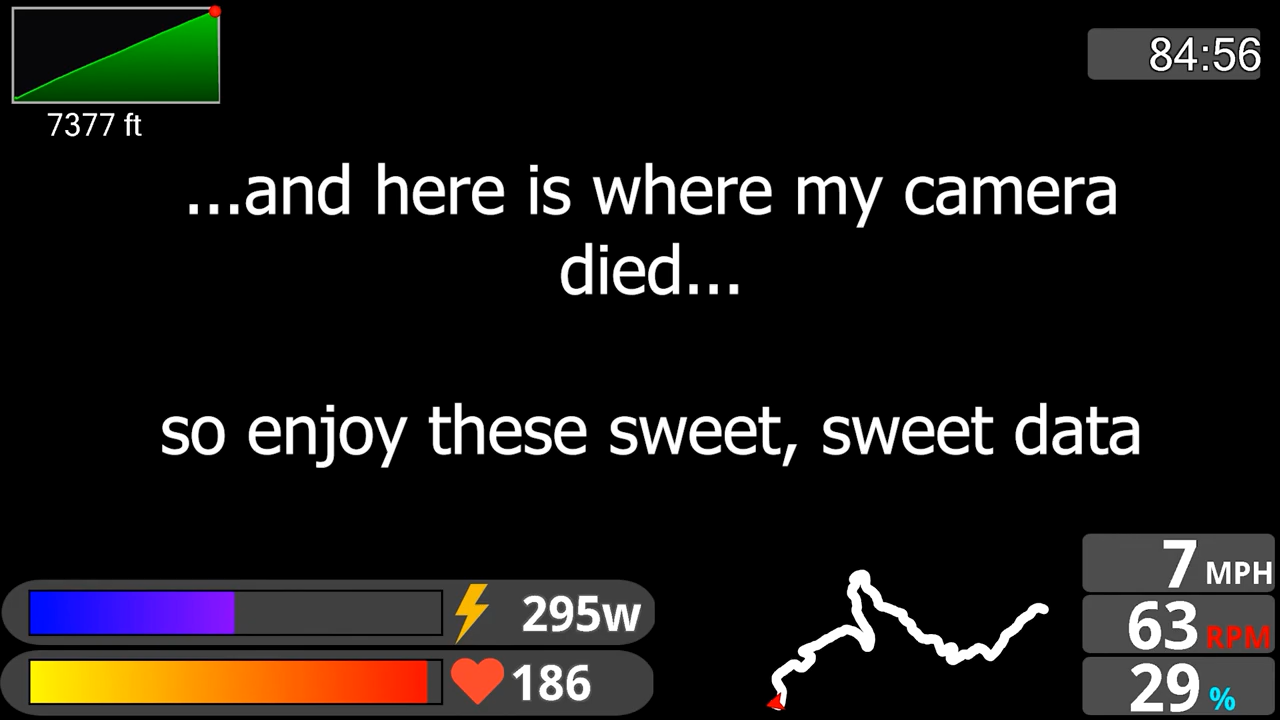 84:56
7377 ft
...and here is where my camera
died...
so enjoy these sweet, sweet data
295w
186
7 MPH
63 RPM
29 %